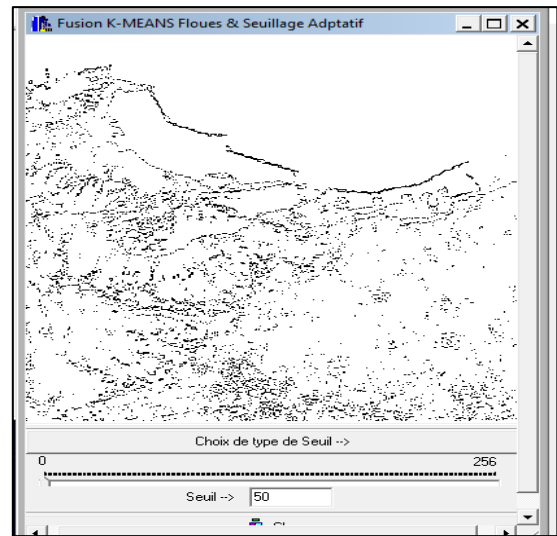 Fusion K-MEANS Floues & Seuillage Adptatif
Choix de type de Seuil -->
0 256
Seuil --> 50